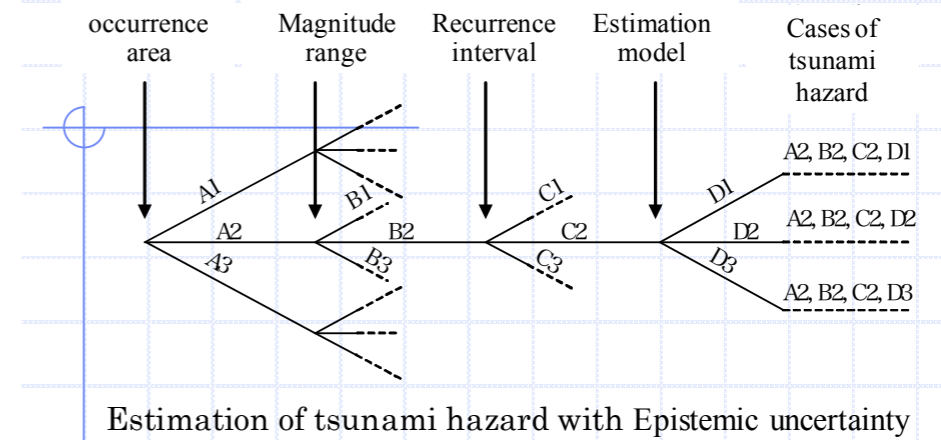 occurrence
area
Magnitude
range
Recurrence
interval
Estimation
model
Cases of
tsunami
hazard
A1
A2
A3
B1
B2
B3
C1
C2
C3
D1
D2
D3
A2, B2, C2, D1
A2, B2, C2, D2
A2, B2, C2, D3
Estimation of tsunami hazard with Epistemic uncertainty